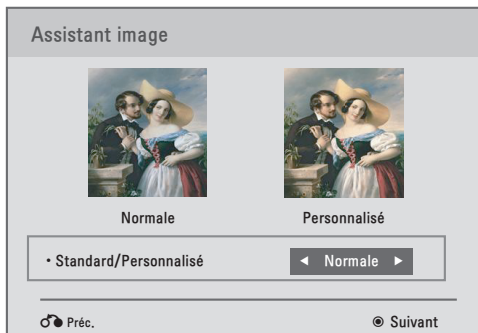 Assistant image
Normale Personnalisé
• Standard/Personnalisé ◄ Normale ►
Préc. ◉ Suivant